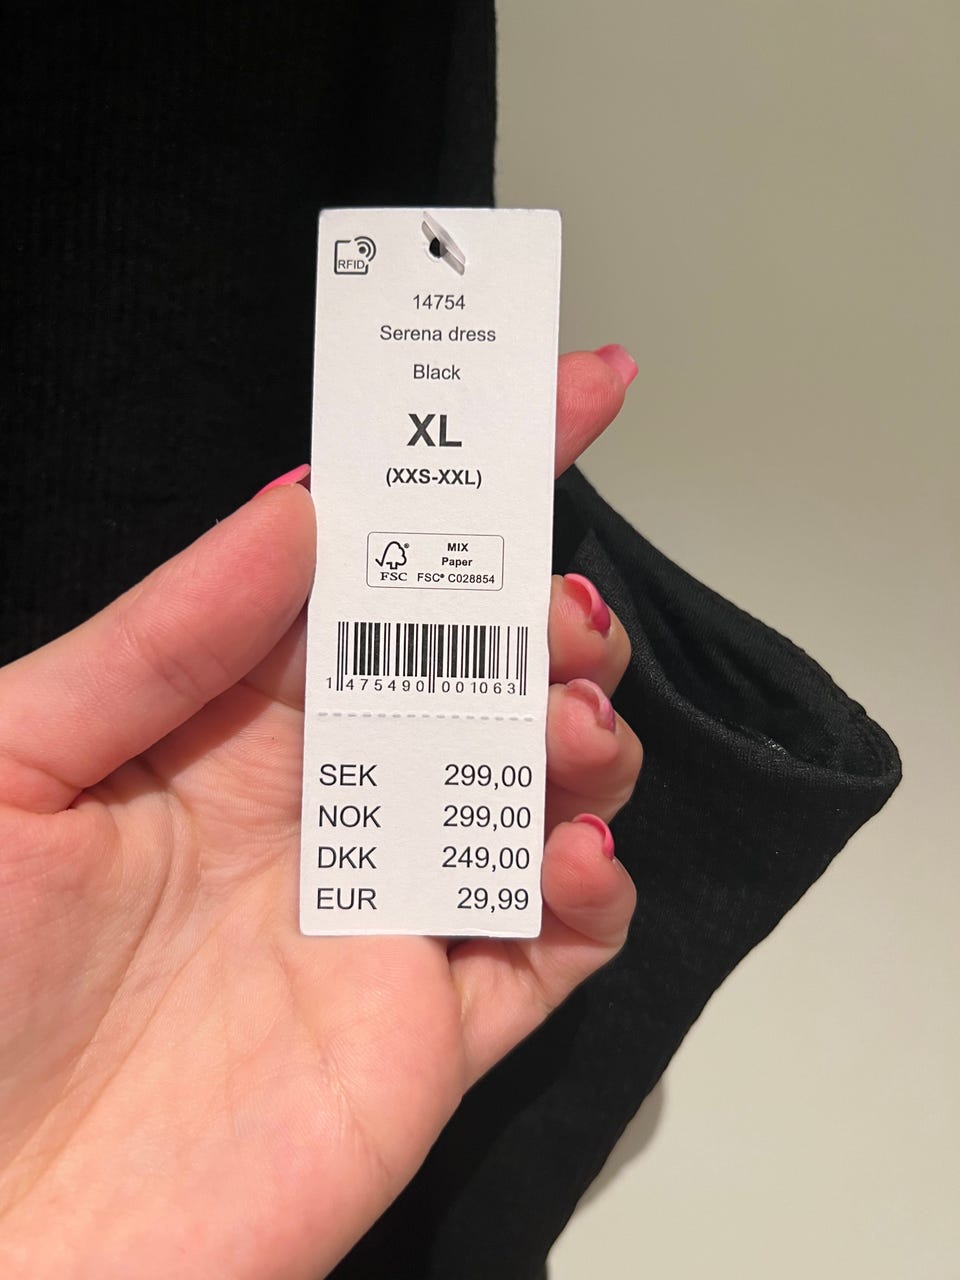 RFID
14754
Serena dress
Black
XL
(XXS-XXL)
FSC
®
MIX
Paper
FSC® C028854
1 475490 001063
SEK 299,00
NOK 299,00
DKK 249,00
EUR 29,99